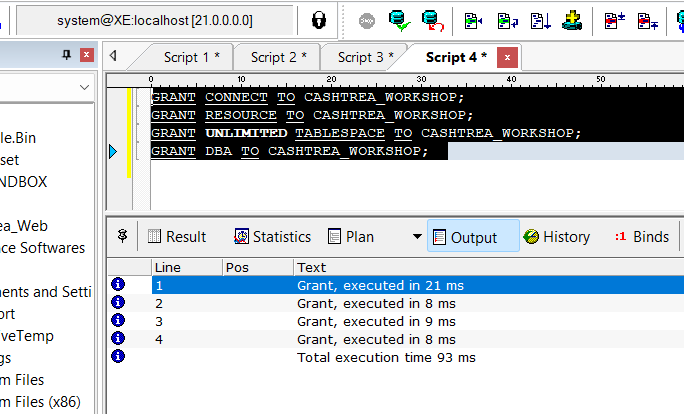 system@XE:localhost [21.0.0.0.0]
Script 1 * Script 2 * Script 3 * Script 4 * x
0 10 20 30 40 50
GRANT CONNECT TO CASHTREA_WORKSHOP;
GRANT RESOURCE TO CASHTREA_WORKSHOP;
GRANT UNLIMITED TABLESPACE TO CASHTREA_WORKSHOP;
GRANT DBA TO CASHTREA_WORKSHOP;
le.Bin
set
NDBOX
ea_Web
ce Softwares
ents and Setti
ort
veTemp
gs
m Files
m Files (x86)
Result Statistics Plan Output History :1 Binds
Line Pos Text
1 Grant, executed in 21 ms
2 Grant, executed in 8 ms
3 Grant, executed in 9 ms
4 Grant, executed in 8 ms
Total execution time 93 ms